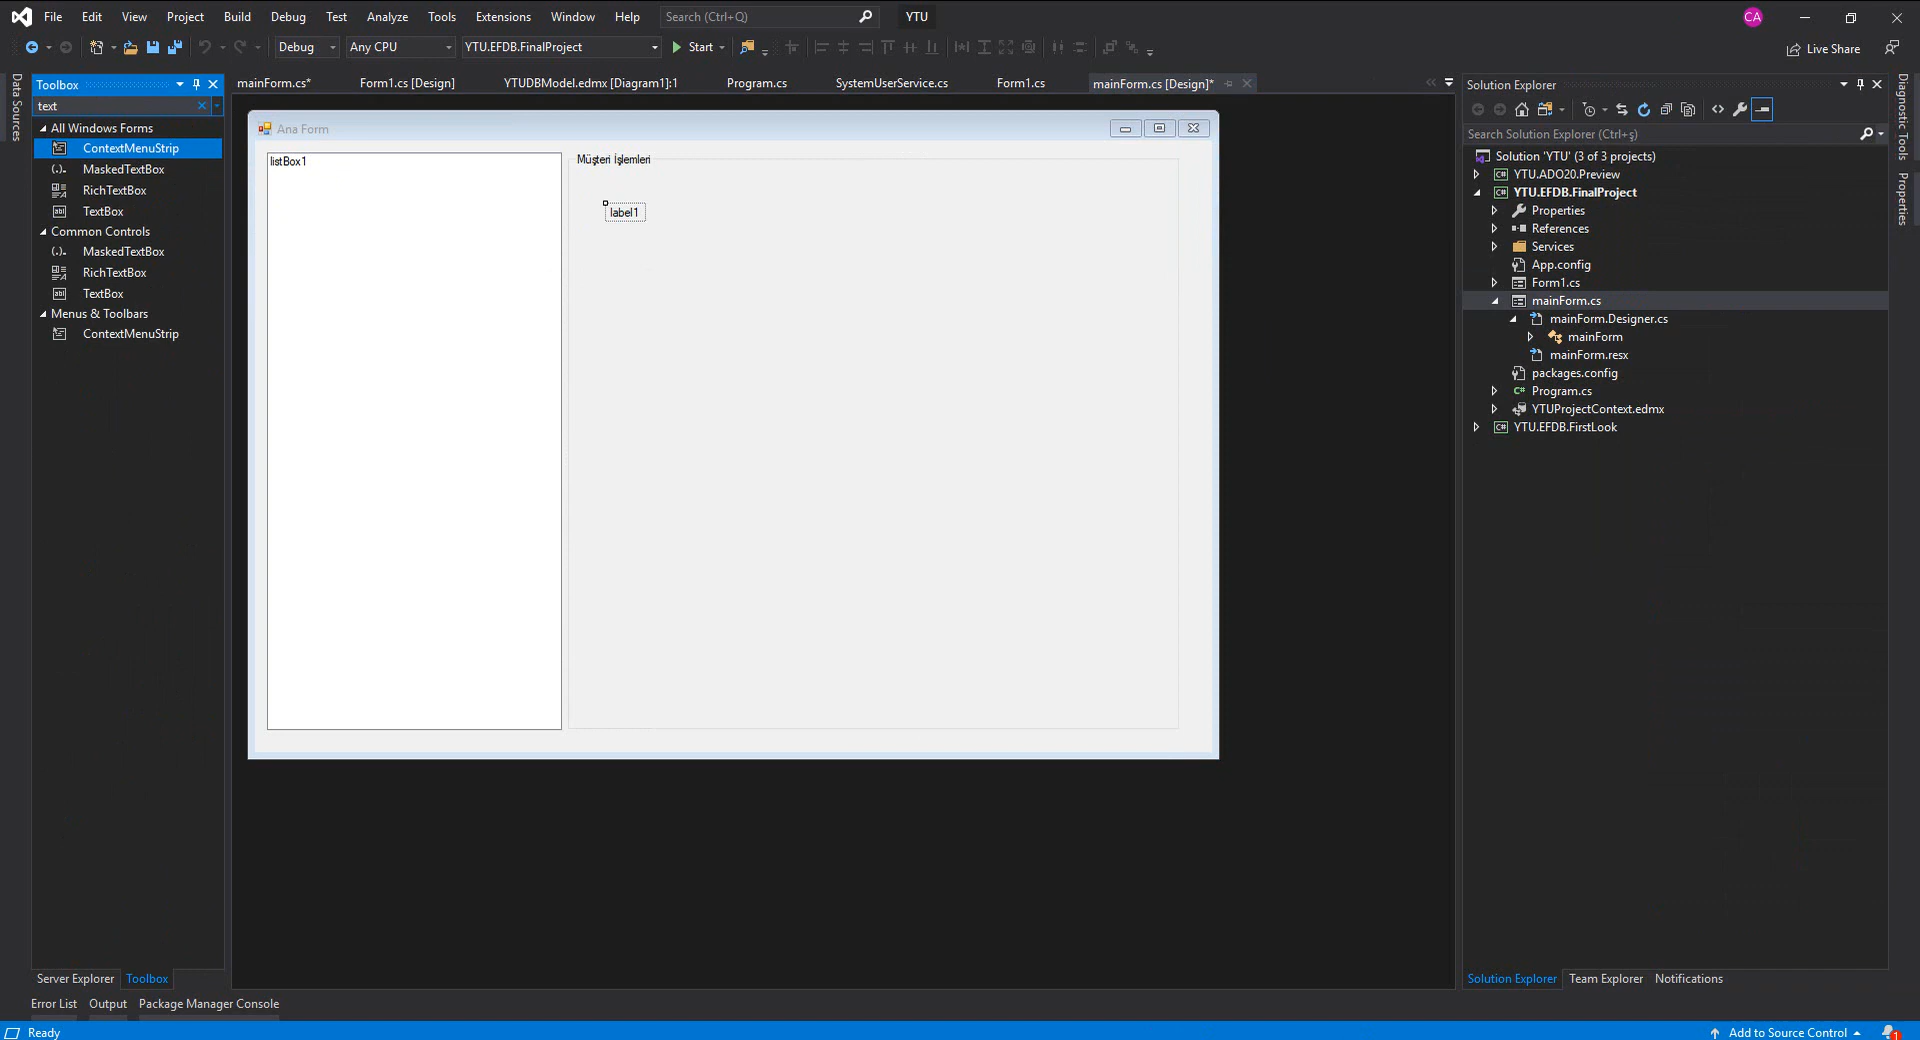 File Edit View Project Build Debug Test Analyze Tools Extensions Window Help Search (Ctrl+Q) YTU CA
Debug Any CPU YTU.EFDB.FinalProject Start Live Share
Data Sources
Toolbox
text
All Windows Forms
ContextMenuStrip
MaskedTextBox
RichTextBox
TextBox
Common Controls
MaskedTextBox
RichTextBox
TextBox
Menus & Toolbars
ContextMenuStrip
Server Explorer Toolbox
mainForm.cs* Form1.cs [Design] YTUDBModel.edmx [Diagram1]:1 Program.cs SystemUserService.cs Form1.cs mainForm.cs [Design]*
Ana Form
listBox1
Müşteri İşlemleri
label1
Solution Explorer
Search Solution Explorer (Ctrl+ş)
Solution 'YTU' (3 of 3 projects)
YTU.ADO20.Preview
YTU.EFDB.FinalProject
Properties
References
Services
App.config
Form1.cs
mainForm.cs
mainForm.Designer.cs
mainForm
mainForm.resx
packages.config
Program.cs
YTUProjectContext.edmx
YTU.EFDB.FirstLook
Solution Explorer Team Explorer Notifications
Diagnostic Tools
Properties
Error List Output Package Manager Console
Ready Add to Source Control 1